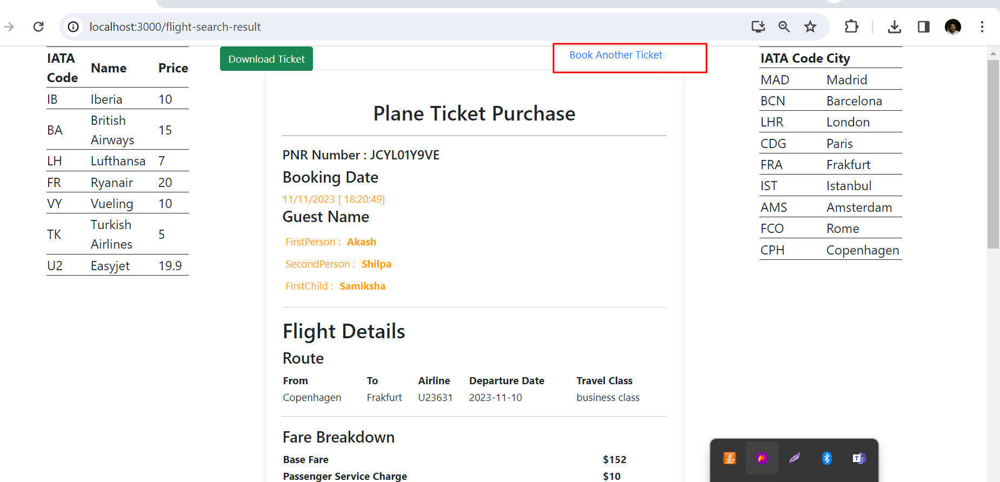 localhost:3000/flight-search-result
IATA Code Name Price
IB Iberia 10
BA British Airways 15
LH Lufthansa 7
FR Ryanair 20
VY Vueling 10
TK Turkish Airlines 5
U2 Easyjet 19.9
Download Ticket
Book Another Ticket
Plane Ticket Purchase
PNR Number : JCYL01Y9VE
Booking Date
11/11/2023 [ 18:20:49]
Guest Name
FirstPerson : Akash
SecondPerson : Shilpa
FirstChild : Samiksha
Flight Details
Route
From To Airline Departure Date Travel Class
Copenhagen Frakfurt U23631 2023-11-10 business class
Fare Breakdown
Base Fare $152
Passenger Service Charge $10
IATA Code City
MAD Madrid
BCN Barcelona
LHR London
CDG Paris
FRA Frakfurt
IST Istanbul
AMS Amsterdam
FCO Rome
CPH Copenhagen